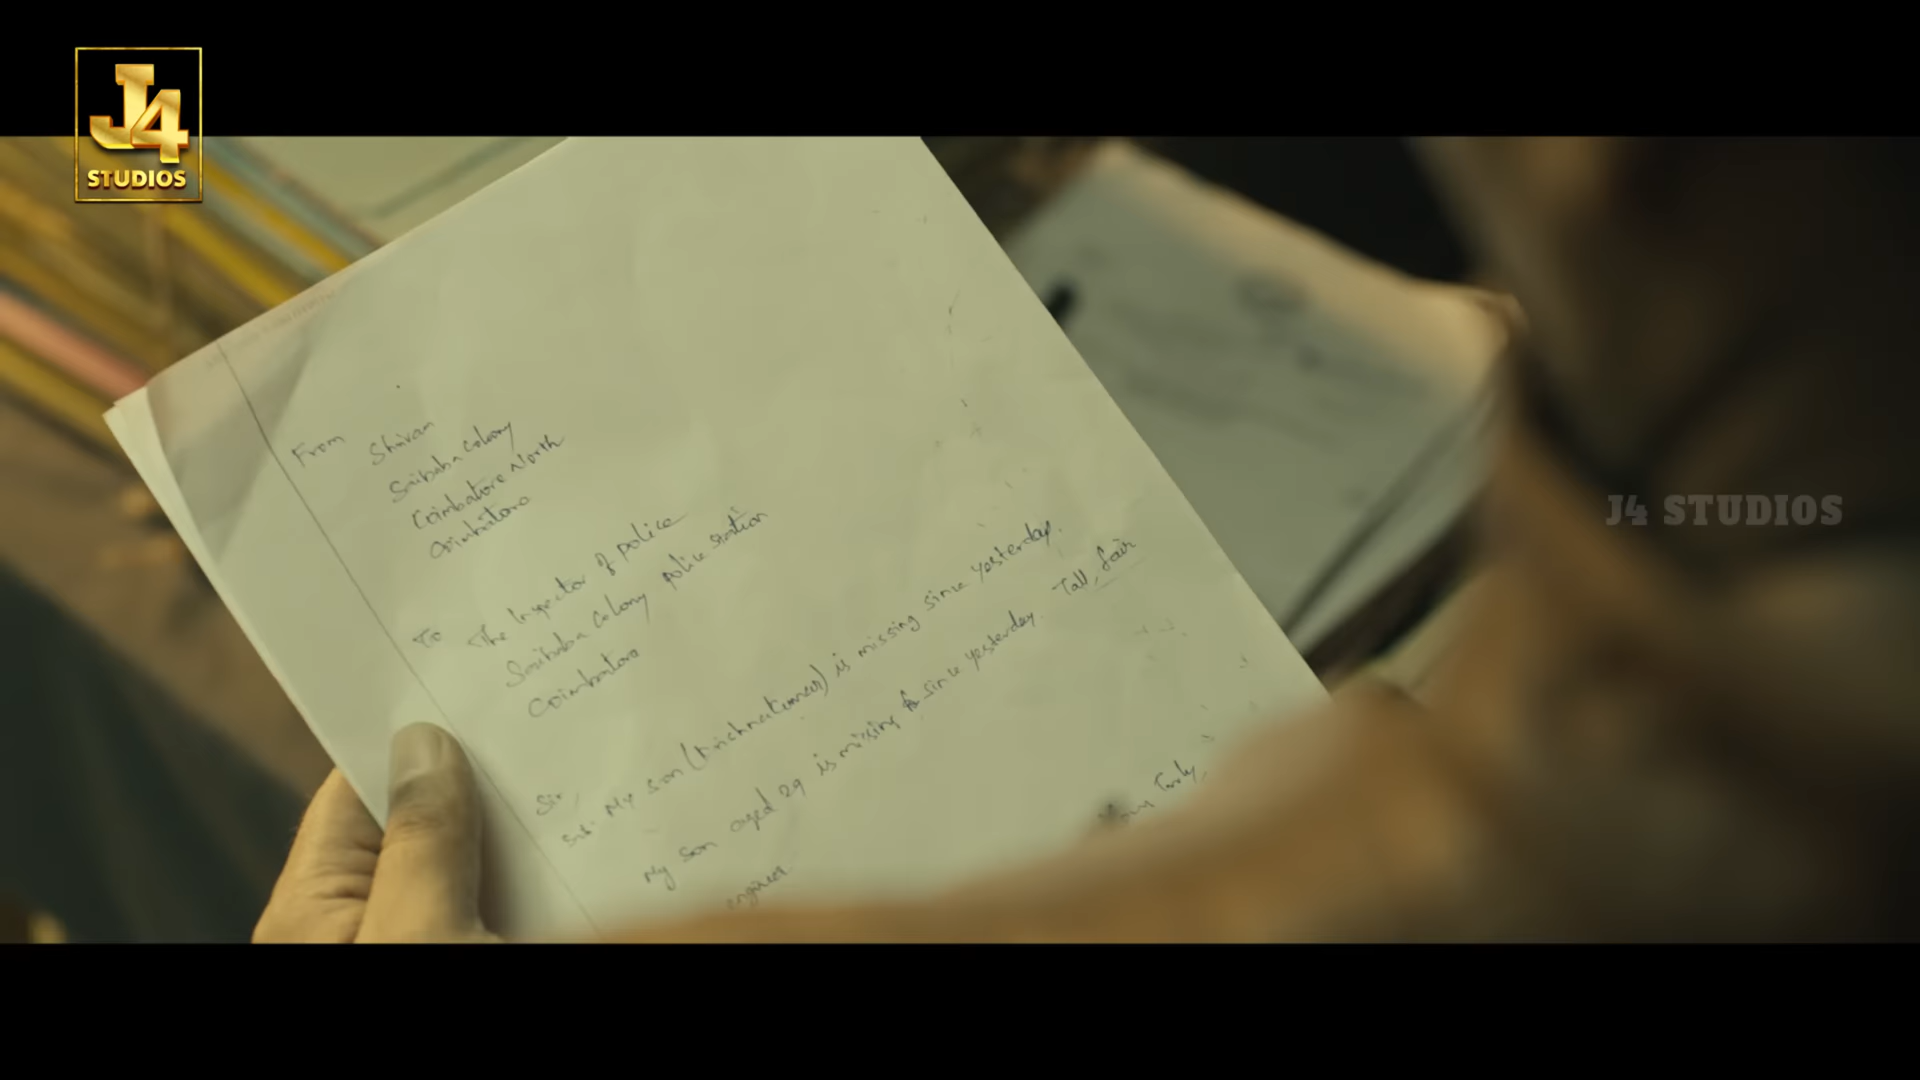 J4
STUDIOS
From
Shivan
Saibaba Colony
Coimbatore North
Coimbatore
To
The Inspector of police
Saibaba Colony police station
Coimbatore
Sir,
Sub: My son (Krishnakumar) is missing since yesterday.
My son aged 29 is missing since yesterday. Tall, fair
engineer.
Yours Truly,
J4 STUDIOS